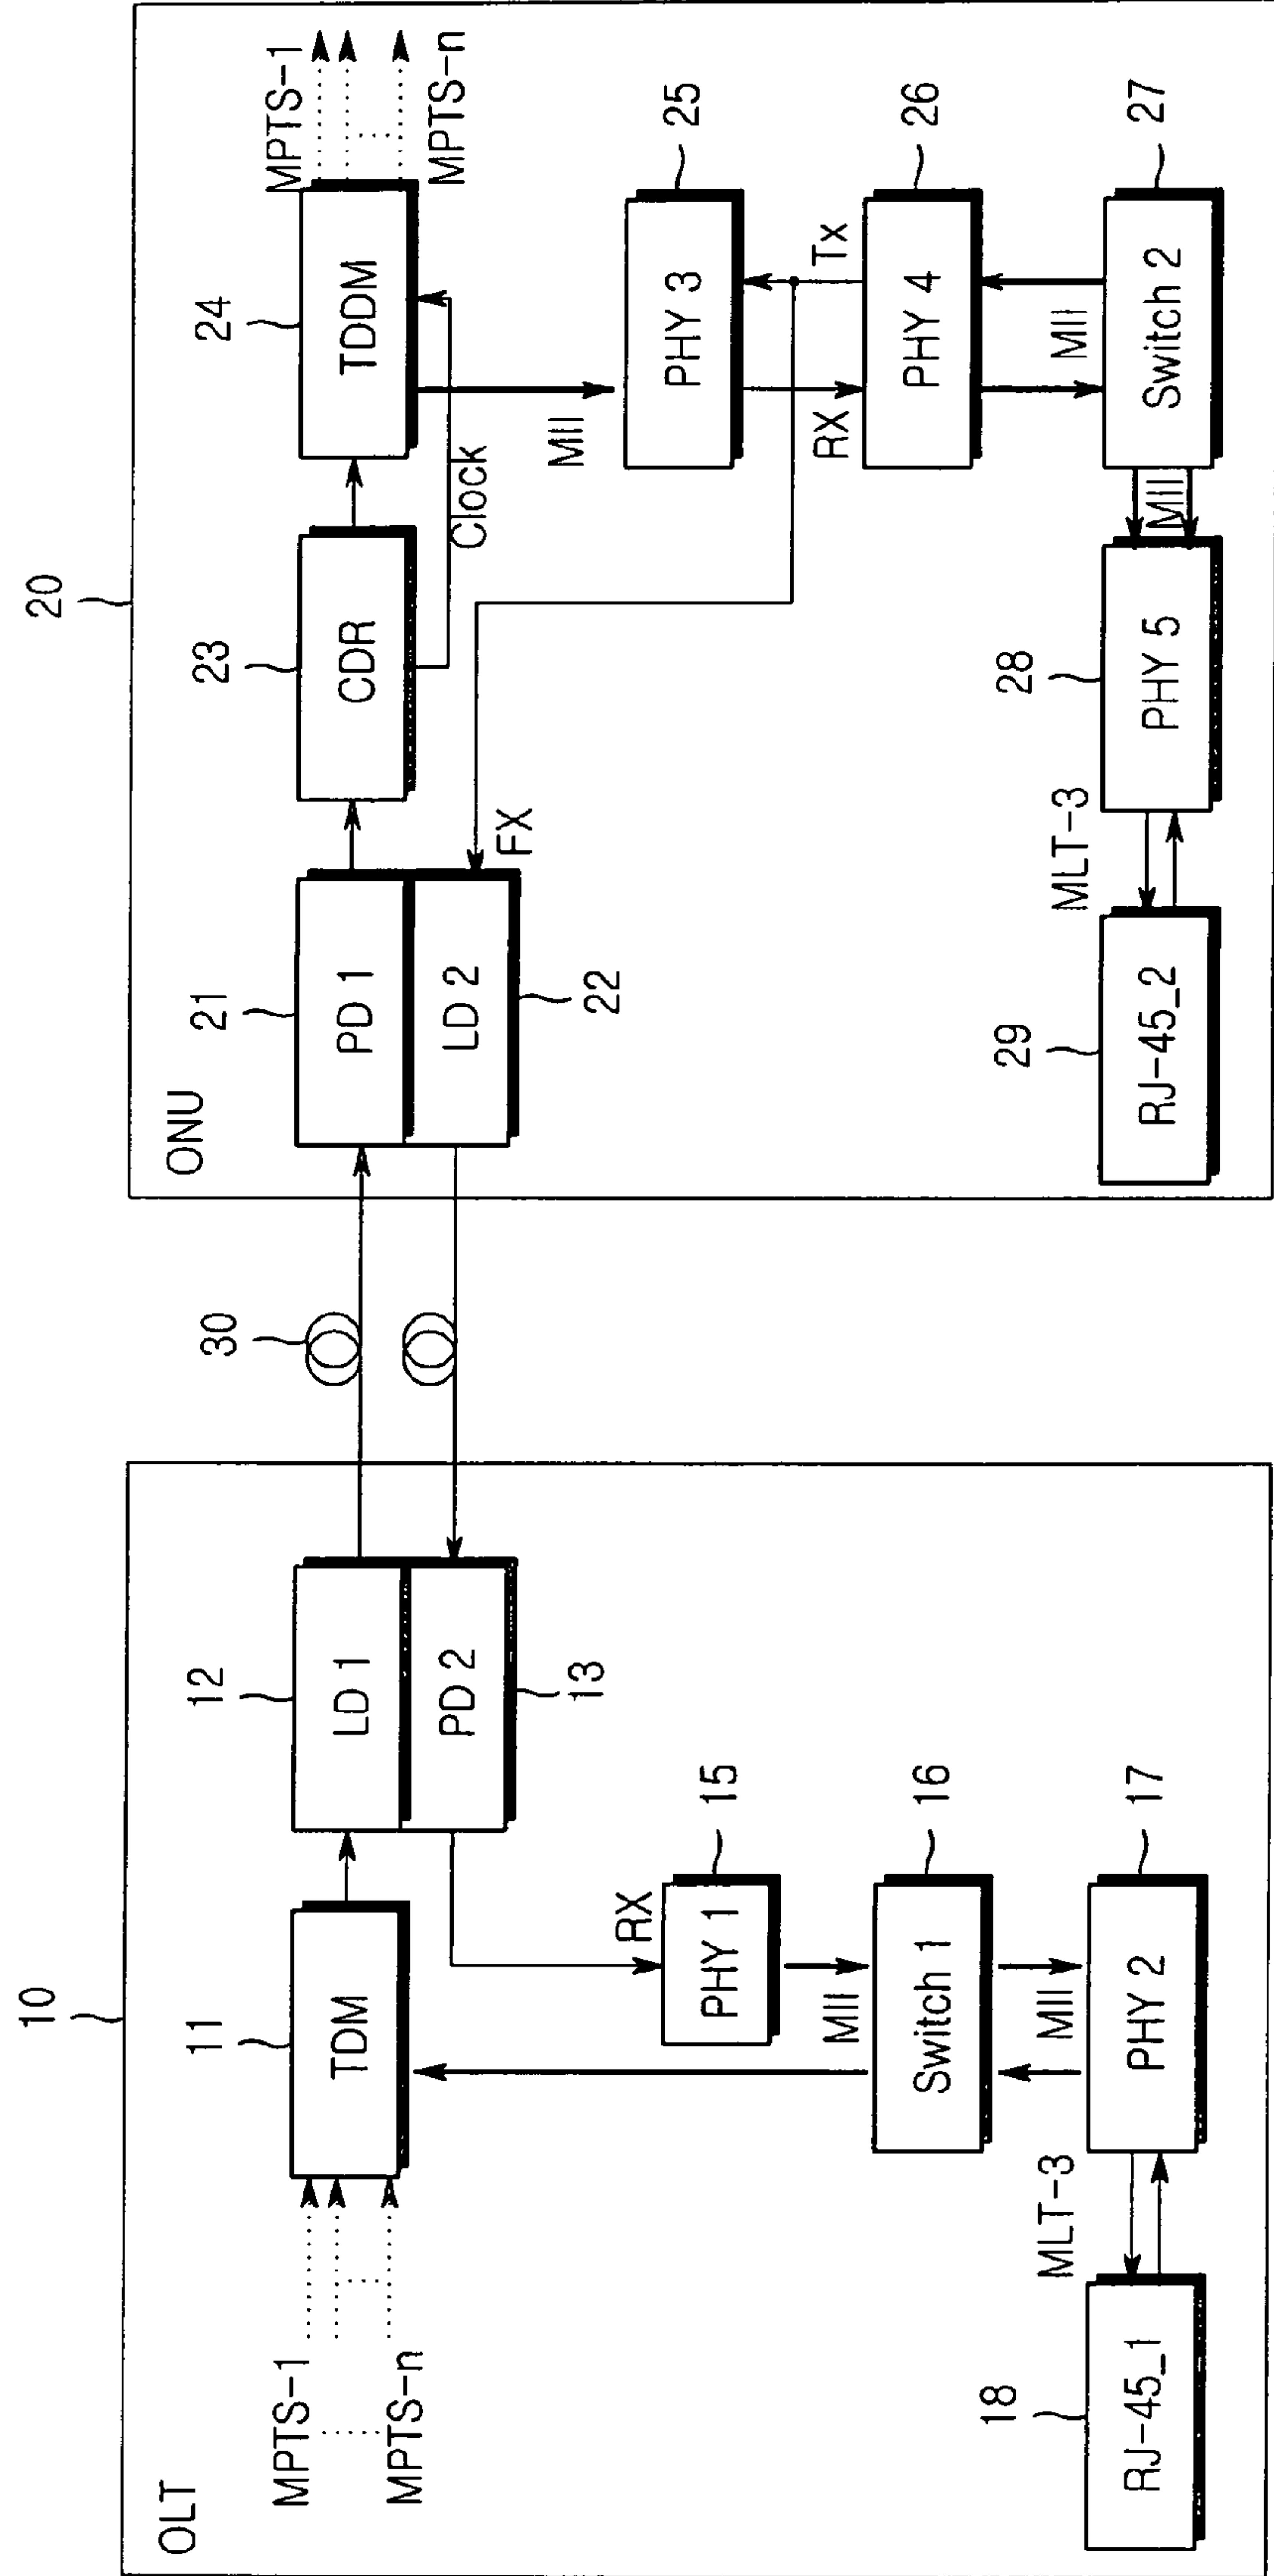 10
OLT
MPTS-1
MPTS-n
11
TDM
12
LD 1
PD 2
13
RX
PHY 1
15
MII
Switch 1
16
MII
PHY 2
17
MLT-3
18
RJ-45_1
30
20
ONU
21
PD 1
LD 2
22
FX
23
CDR
Clock
24
TDDM
MPTS-1
MPTS-n
MII
PHY 3
25
RX
Tx
PHY 4
26
MII
Switch 2
27
MII
28
PHY 5
MLT-3
29
RJ-45_2